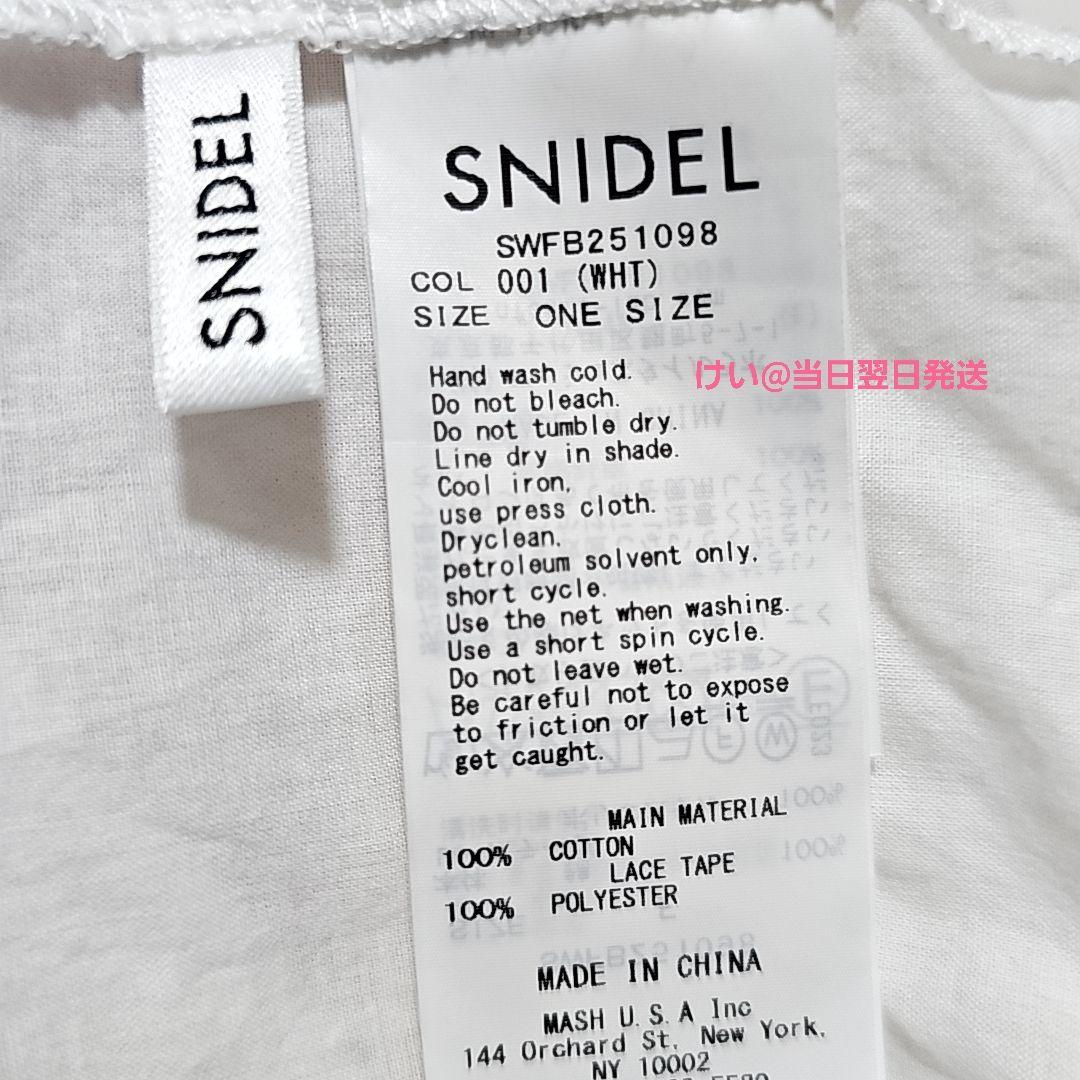 SNIDEL
SNIDEL
SWFB251098
COL 001 (WHT)
SIZE ONE SIZE
けい@当日翌日発送
Hand wash cold.
Do not bleach.
Do not tumble dry.
Line dry in shade.
Cool iron,
use press cloth.
Dryclean,
petroleum solvent only,
short cycle.
Use the net when washing.
Use a short spin cycle.
Do not leave wet.
Be careful not to expose
to friction or let it
get caught.
MAIN MATERIAL
100% COTTON
LACE TAPE
100% POLYESTER
MADE IN CHINA
MASH U.S.A Inc
144 Orchard St, New York,
NY 10002